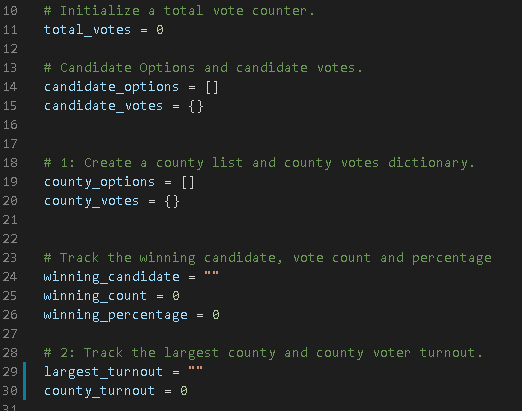 10 # Initialize a total vote counter.
11 total_votes = 0
12
13 # Candidate Options and candidate votes.
14 candidate_options = []
15 candidate_votes = {}
16
17
18 # 1: Create a county list and county votes dictionary.
19 county_options = []
20 county_votes = {}
21
22
23 # Track the winning candidate, vote count and percentage
24 winning_candidate = ""
25 winning_count = 0
26 winning_percentage = 0
27
28 # 2: Track the largest county and county voter turnout.
29 largest_turnout = ""
30 county_turnout = 0
31